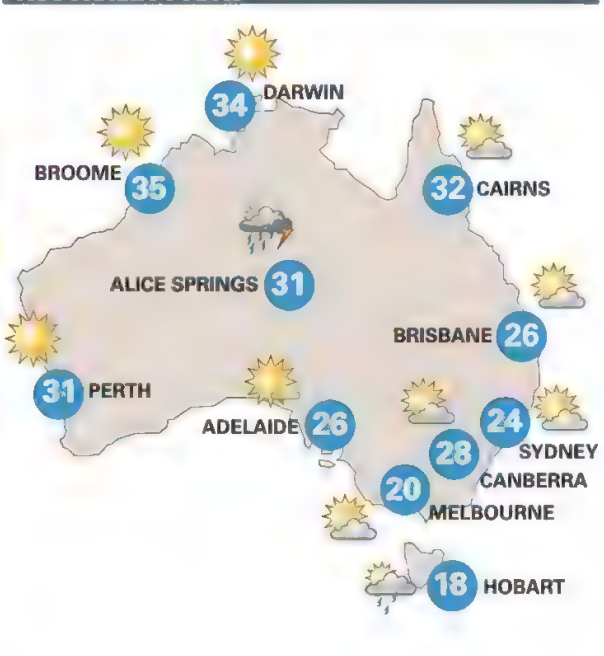 DARWIN
34
BROOME
35
32 CAIRNS
ALICE SPRINGS 31
BRISBANE 26
31 PERTH
ADELAIDE 26
24
SYDNEY
28
CANBERRA
20
MELBOURNE
18 HOBART